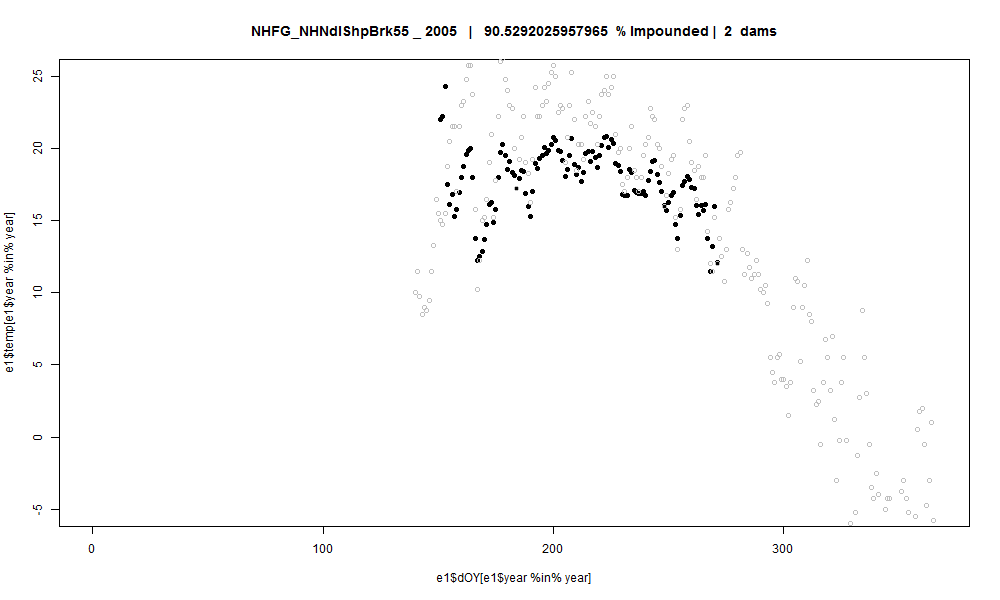 NHFG_NHNdlShpBrk55 _ 2005 | 90.5292025957965 % Impounded | 2 dams
e1$temp[e1$year %in% year]
25
20
15
10
5
0
-5
0 100 200 300
e1$dOY[e1$year %in% year]